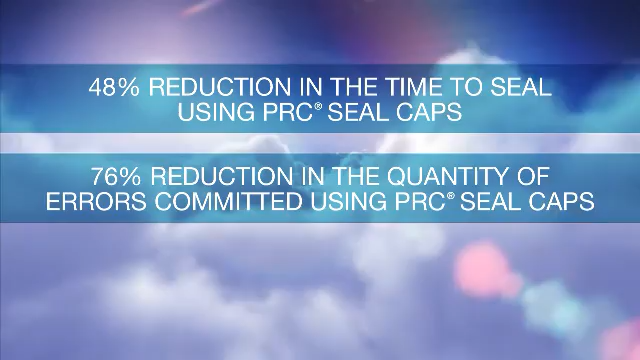 48% REDUCTION IN THE TIME TO SEAL
USING PRC® SEAL CAPS
76% REDUCTION IN THE QUANTITY OF
ERRORS COMMITTED USING PRC® SEAL CAPS